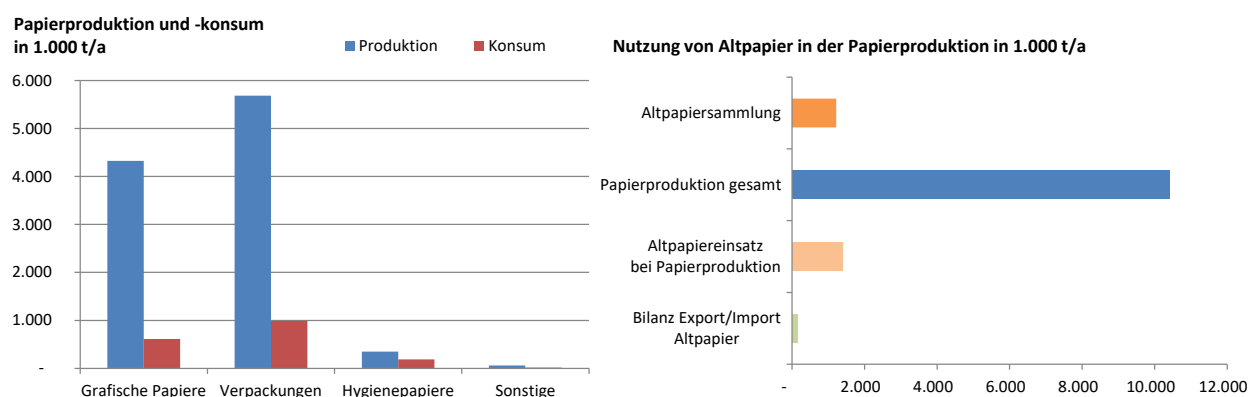 Papierproduktion und -konsum
in 1.000 t/a
Produktion
Konsum
6.000
5.000
4.000
3.000
2.000
1.000
-
Grafische Papiere
Verpackungen
Hygienepapiere
Sonstige
Nutzung von Altpapier in der Papierproduktion in 1.000 t/a
Altpapiersammlung
Papierproduktion gesamt
Altpapiereinsatz
bei Papierproduktion
Bilanz Export/Import
Altpapier
-
2.000
4.000
6.000
8.000
10.000
12.000